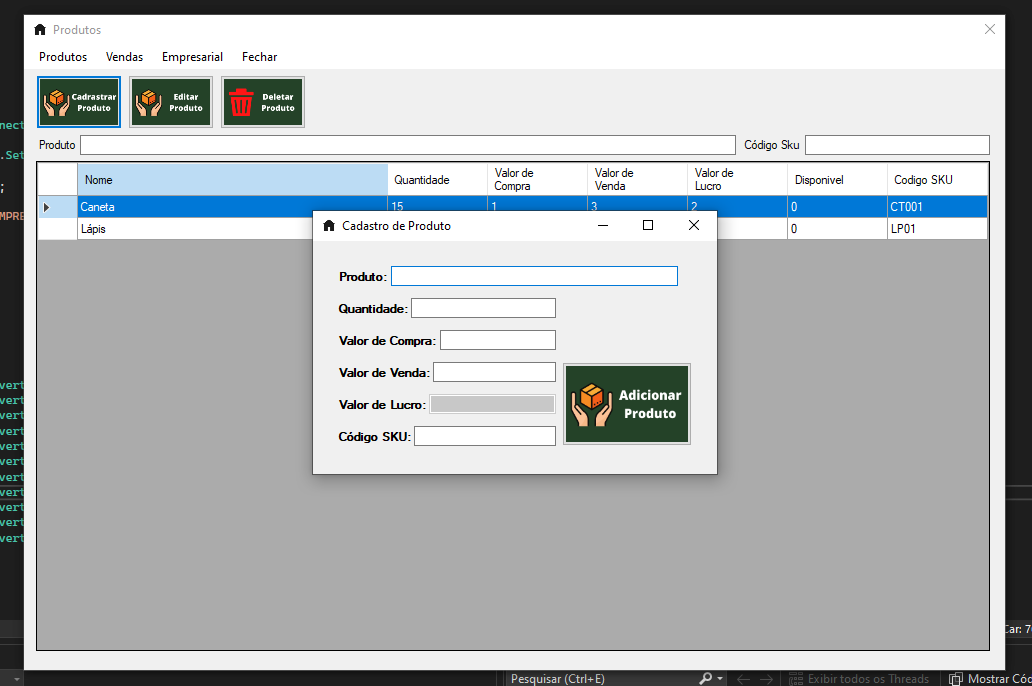 Produtos
Produtos Vendas Empresarial Fechar
Cadrastrar Produto
Editar Produto
Deletar Produto
Produto
Código Sku
Nome Quantidade Valor de Compra Valor de Venda Valor de Lucro Disponivel Codigo SKU
Caneta 15 1 3 2 0 CT001
Lápis 0 LP01
Cadastro de Produto
Produto:
Quantidade:
Valor de Compra:
Valor de Venda:
Valor de Lucro:
Código SKU:
Adicionar
Produto
nect
.Set
;
MPRE
vert
vert
vert
vert
vert
vert
vert
vert
vert
vert
vert
Car: 7
Pesquisar (Ctrl+E) Exibir todos os Threads Mostrar Cód